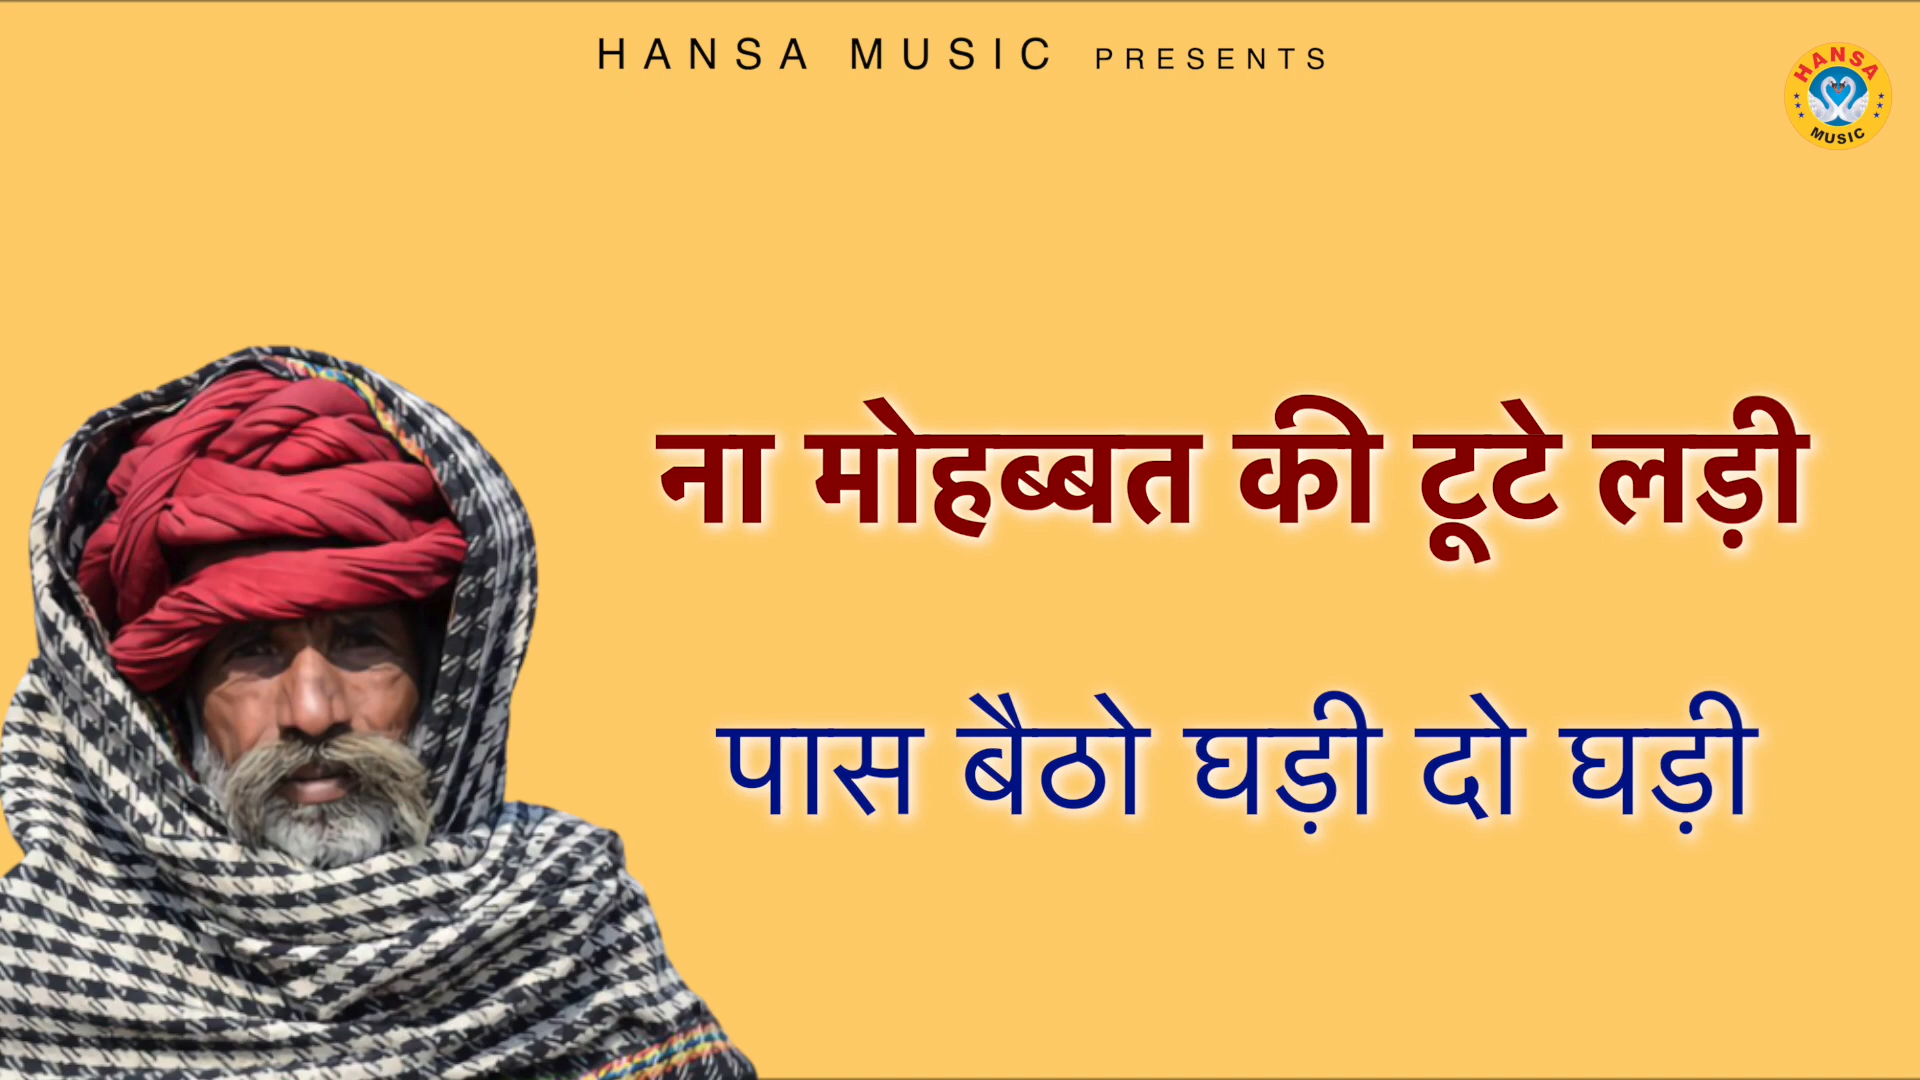 HANSA MUSIC PRESENTS
HANSA
MUSIC
ना मोहब्बत की टूटे लड़ी
पास बैठो घड़ी दो घड़ी